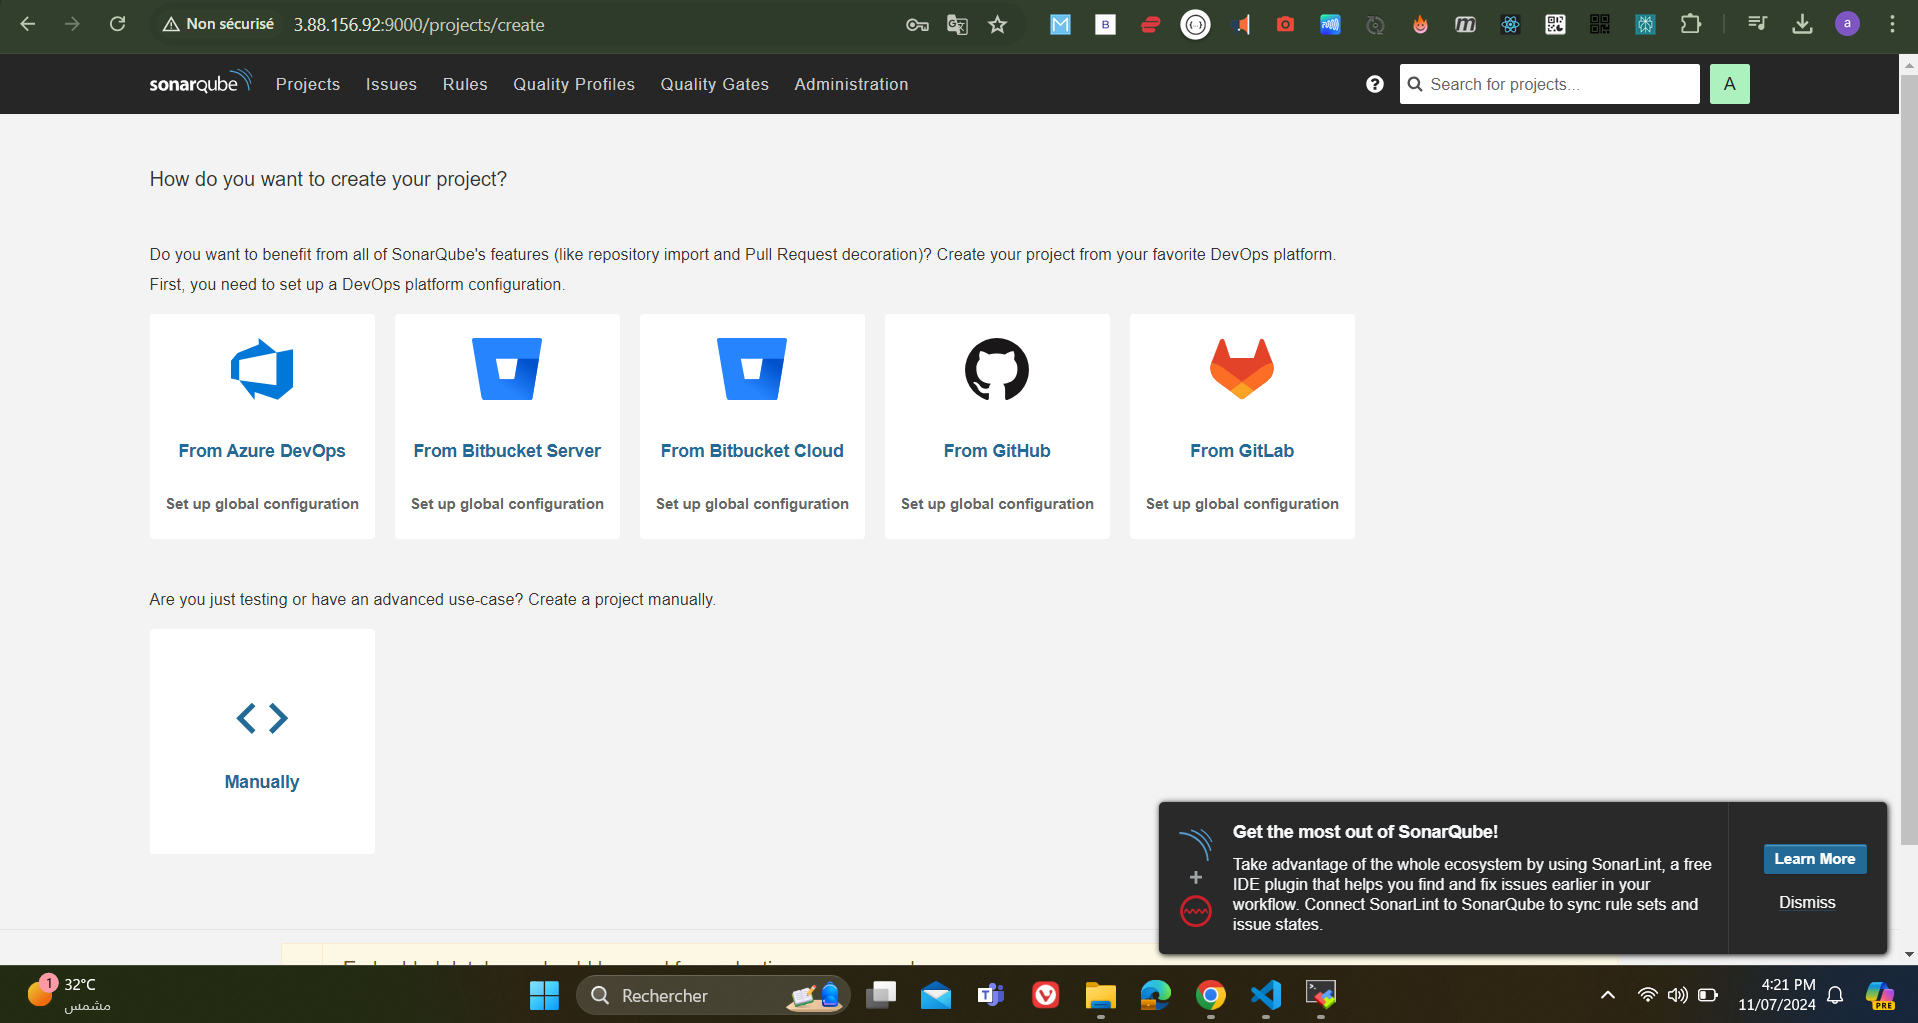 Non sécurisé 3.88.156.92:9000/projects/create
sonarqube Projects Issues Rules Quality Profiles Quality Gates Administration ? Search for projects... A
How do you want to create your project?
Do you want to benefit from all of SonarQube's features (like repository import and Pull Request decoration)? Create your project from your favorite DevOps platform.
First, you need to set up a DevOps platform configuration.
From Azure DevOps From Bitbucket Server From Bitbucket Cloud From GitHub From GitLab
Set up global configuration Set up global configuration Set up global configuration Set up global configuration Set up global configuration
Are you just testing or have an advanced use-case? Create a project manually.
Manually
Get the most out of SonarQube!
Take advantage of the whole ecosystem by using SonarLint, a free
IDE plugin that helps you find and fix issues earlier in your
workflow. Connect SonarLint to SonarQube to sync rule sets and
issue states.
Learn More
Dismiss
1 32°C
مشمس
Rechercher
4:21 PM
11/07/2024
PRE